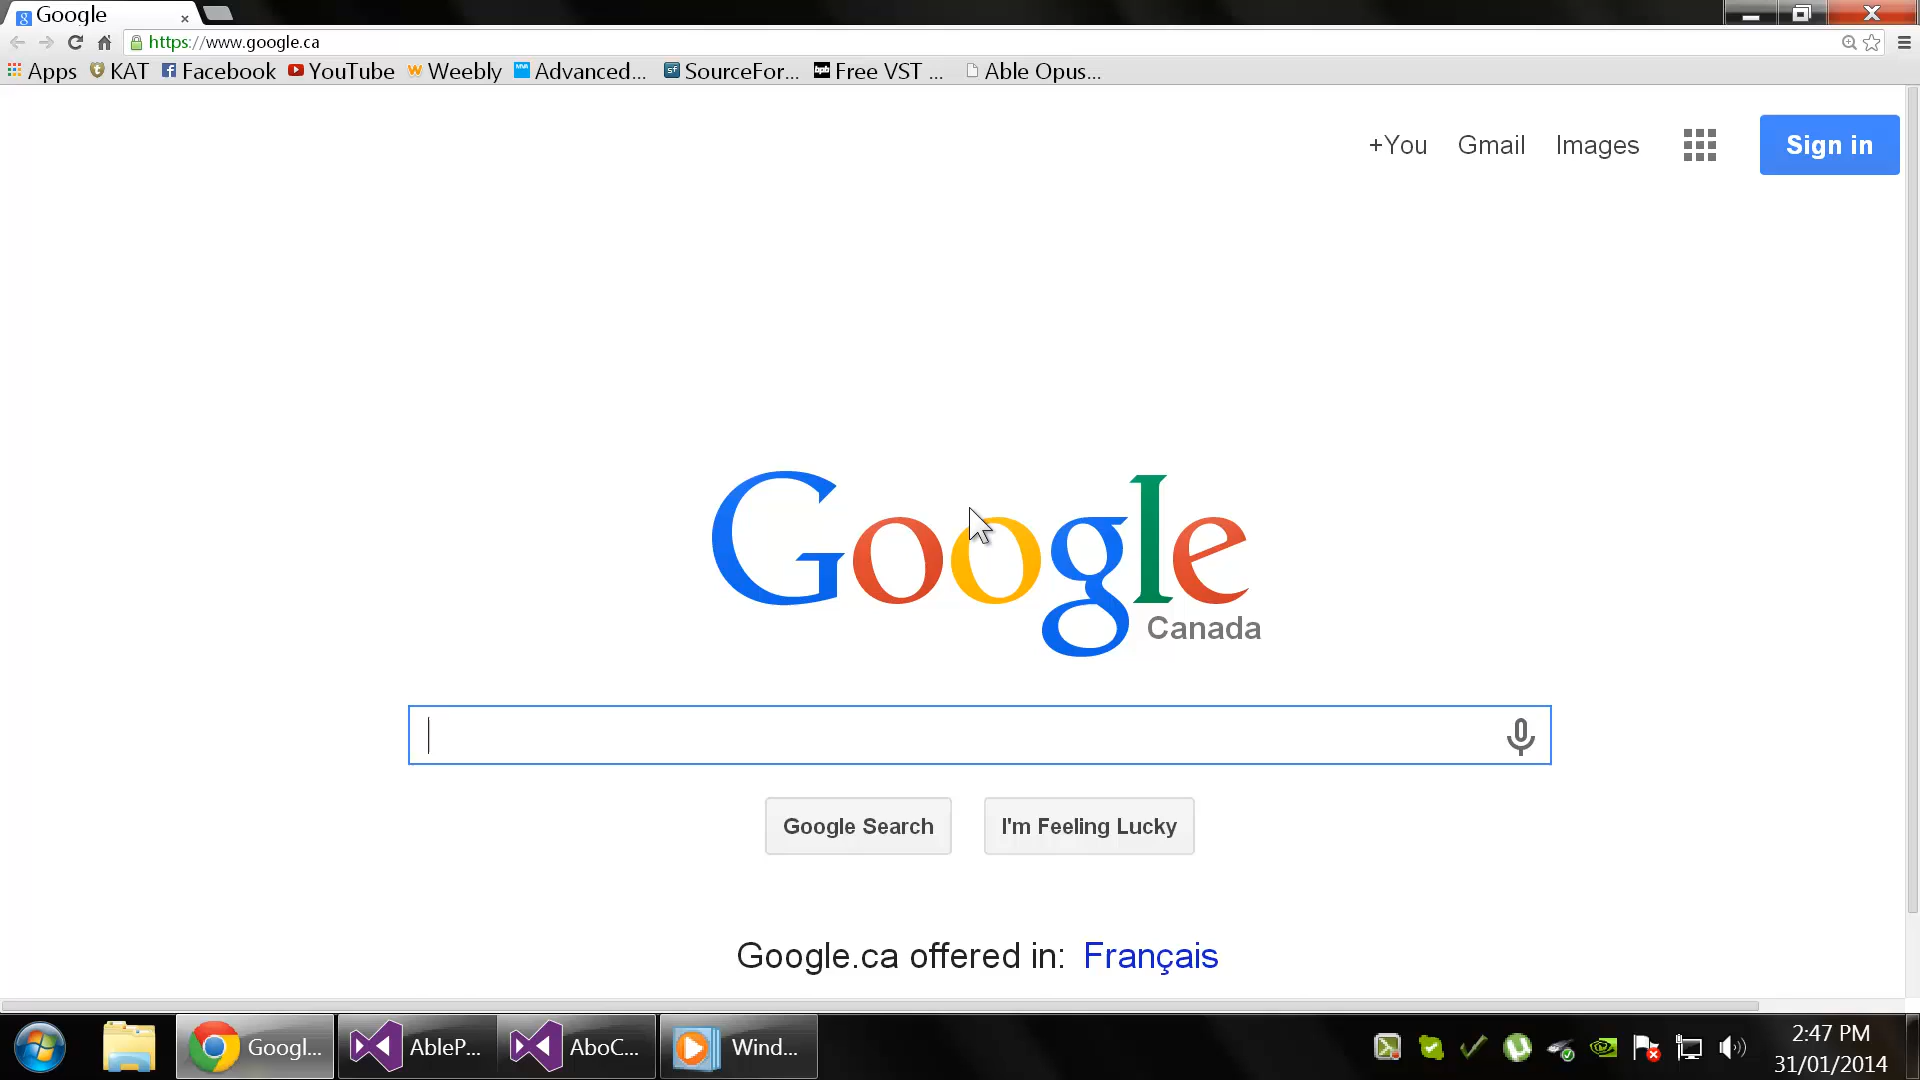 Google
https://www.google.ca
Apps KAT Facebook YouTube Weebly Advanced... SourceFor... Free VST ... Able Opus...
+You Gmail Images Sign in
Google
Canada
Google Search I'm Feeling Lucky
Google.ca offered in: Français
Googl... AbleP... AboC... Wind...
2:47 PM
31/01/2014